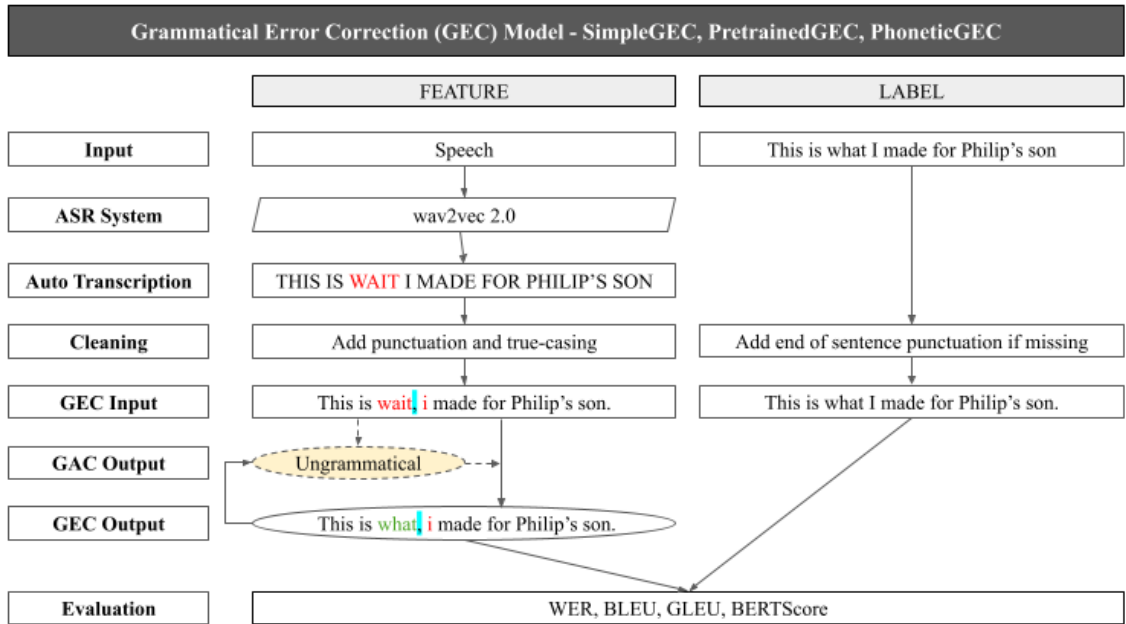 Grammatical Error Correction (GEC) Model - SimpleGEC, PretrainedGEC, PhoneticGEC
FEATURE
LABEL
Input
Speech
This is what I made for Philip’s son
ASR System
wav2vec 2.0
Auto Transcription
THIS IS WAIT I MADE FOR PHILIP’S SON
Cleaning
Add punctuation and true-casing
Add end of sentence punctuation if missing
GEC Input
This is wait, i made for Philip’s son.
This is what I made for Philip’s son.
GAC Output
Ungrammatical
GEC Output
This is what, i made for Philip’s son.
Evaluation
WER, BLEU, GLEU, BERTScore